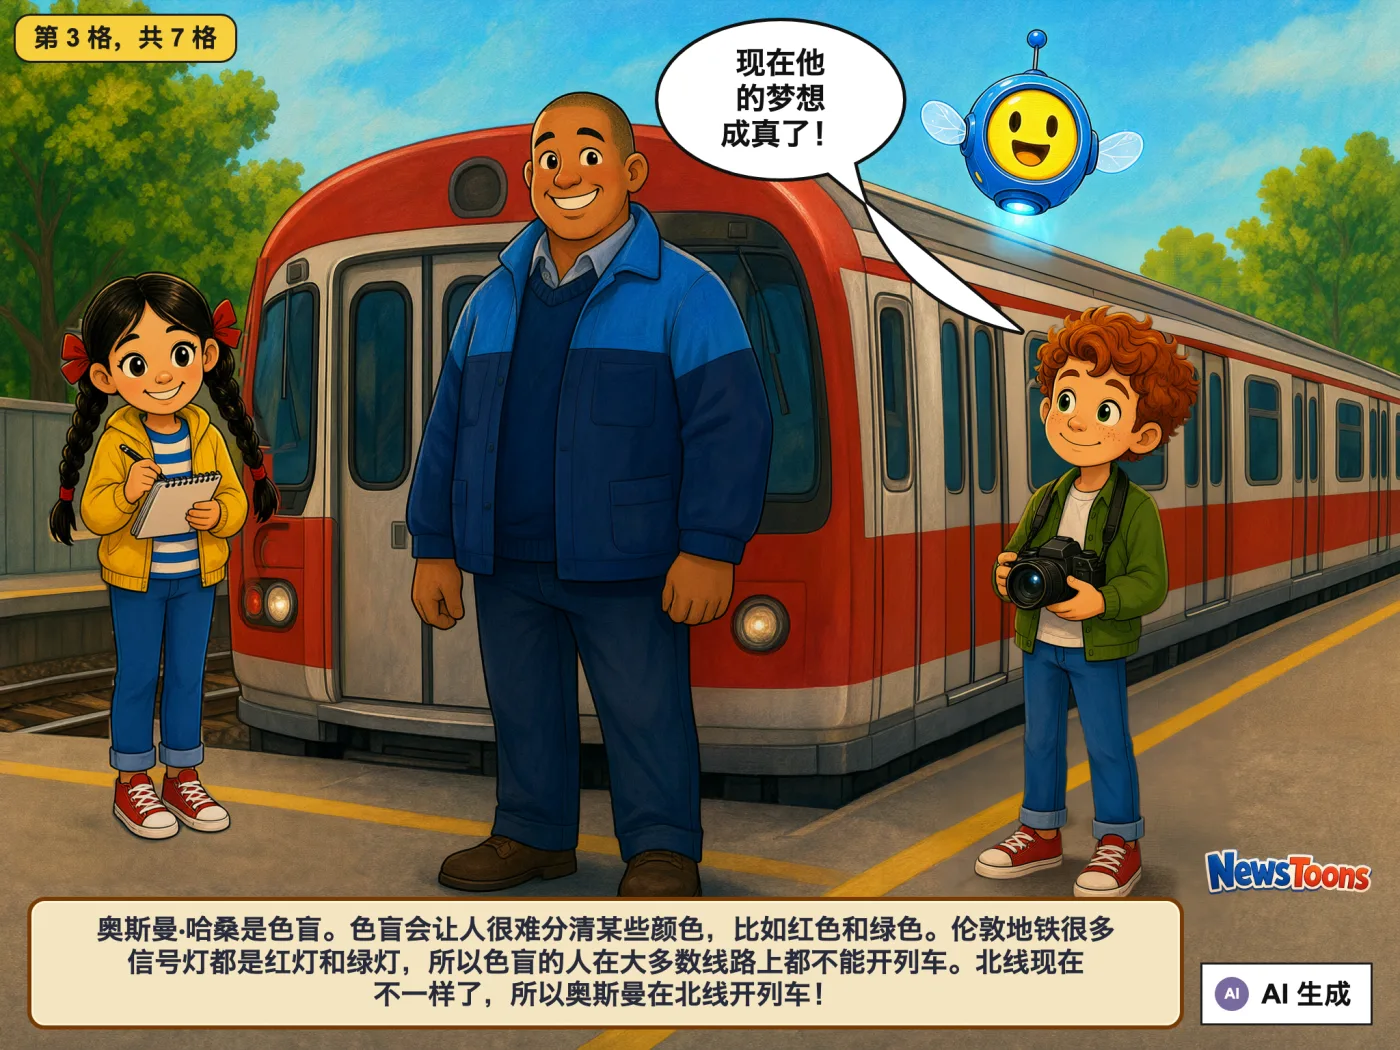 第 3 格，共 7 格
现在他
的梦想
成真了！
NewsToons
奥斯曼·哈桑是色盲。色盲会让人很难分清某些颜色，比如红色和绿色。伦敦地铁很多
信号灯都是红灯和绿灯，所以色盲的人在大多数线路上都不能开列车。北线现在
不一样了，所以奥斯曼在北线开列车！
AI AI 生成